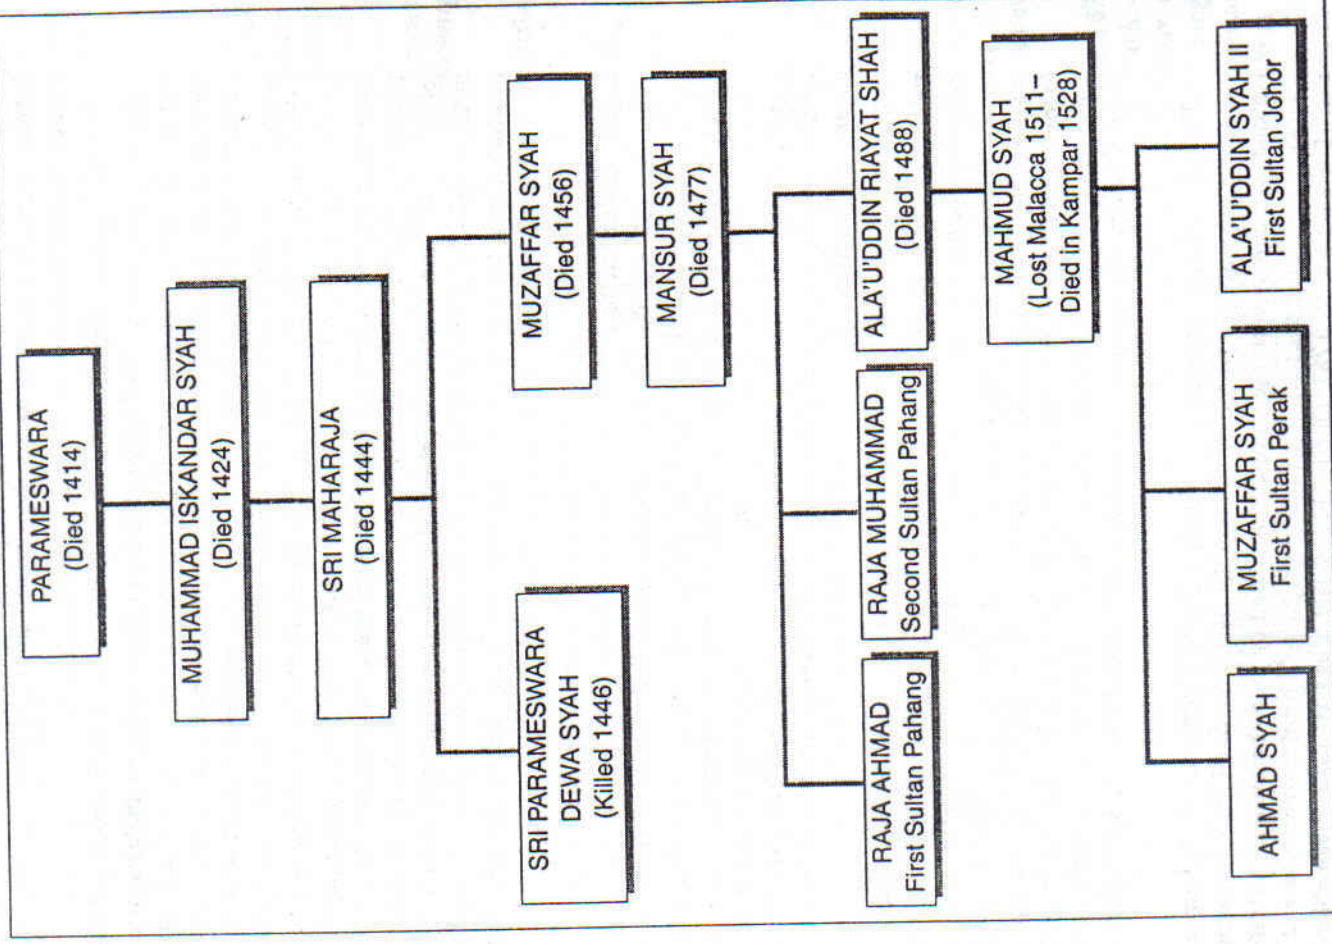 PARAMESWARA
(Died 1414)
MUHAMMAD ISKANDAR SYAH
(Died 1424)
SRI MAHARAJA
(Died 1444)
SRI PARAMESWARA
DEWA SYAH
(Killed 1446)
MUZAFFAR SYAH
(Died 1456)
MANSUR SYAH
(Died 1477)
RAJA AHMAD
First Sultan Pahang
RAJA MUHAMMAD
Second Sultan Pahang
ALA'U'DDIN RIAYAT SHAH
(Died 1488)
MAHMUD SYAH
(Lost Malacca 1511–
Died in Kampar 1528)
AHMAD SYAH
MUZAFFAR SYAH
First Sultan Perak
ALA'U'DDIN SYAH II
First Sultan Johor